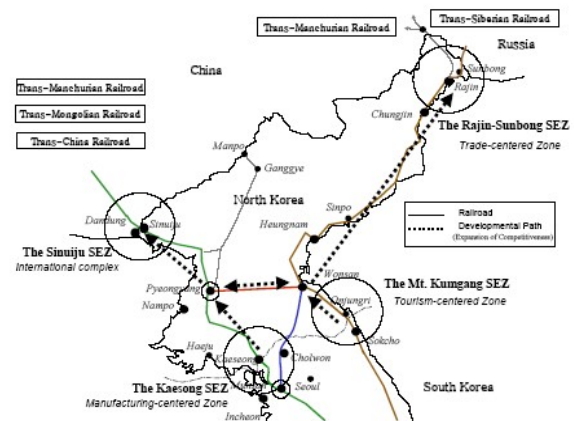 Trans-Siberian Railroad
Trans-Manchurian Railroad
Russia
China
Sunbong
Rajin
Trans-Manchurian Railroad
Trans-Mongolian Railroad
Trans-China Railroad
Chungjin
The Rajin-Sunbong SEZ
Trade-centered Zone
Manpo
Ganggye
North Korea
Sinpo
Railroad
Developmental Path
(Expansion of Competitiveness)
Dandung
Sinuiju
Heungnam
The Sinuiju SEZ
International complex
Wonsan
The Mt. Kumgang SEZ
Tourism-centered Zone
Pyeongyang
Onjungri
Nampo
Sokcho
Haeju
Kaeseong
Cholwon
The Kaesong SEZ
Munsan
Seoul
South Korea
Manufacturing-centered Zone
Incheon